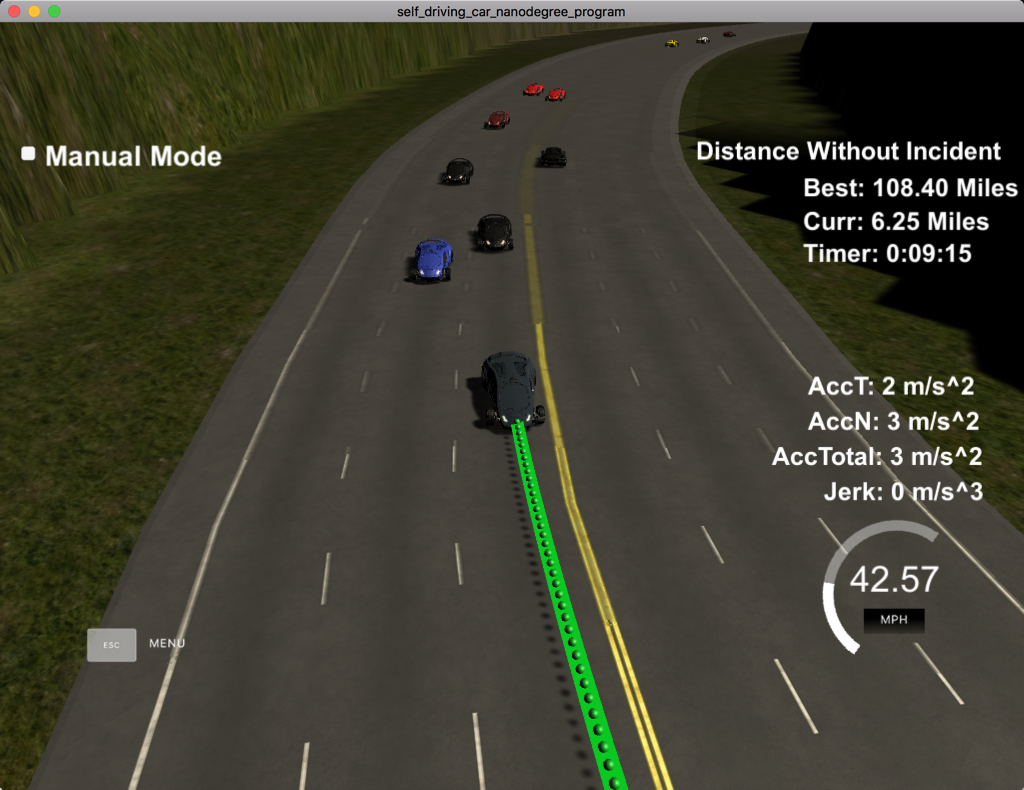 self_driving_car_nanodegree_program
Manual Mode
Distance Without Incident
Best: 108.40 Miles
Curr: 6.25 Miles
Timer: 0:09:15
AccT: 2 m/s^2
AccN: 3 m/s^2
AccTotal: 3 m/s^2
Jerk: 0 m/s^3
42.57
MPH
ESC MENU